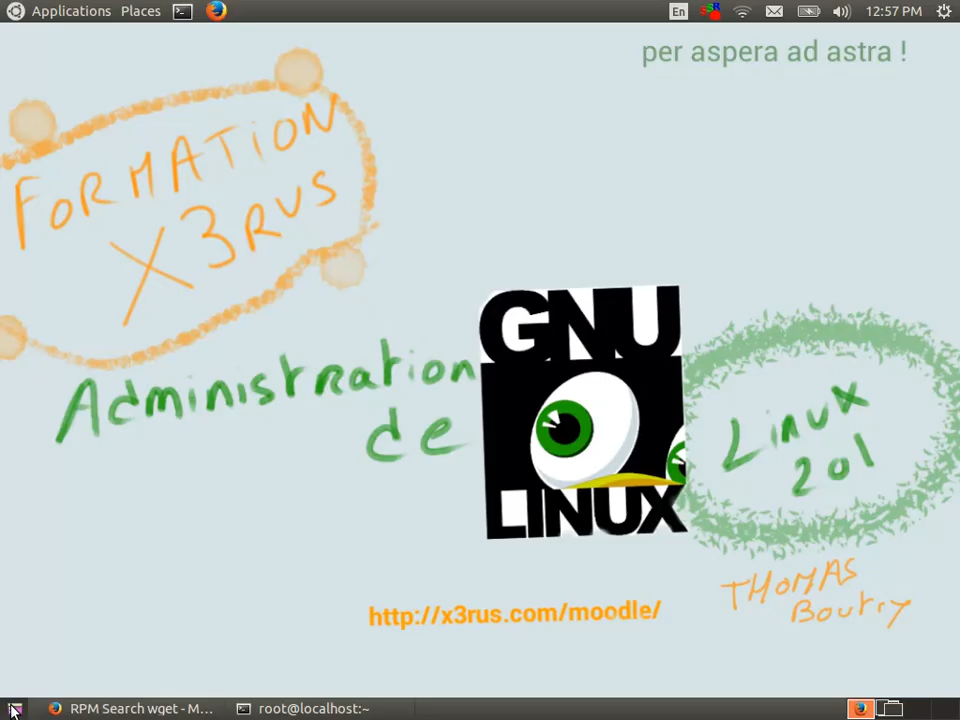 Applications Places
En
12:57 PM
per aspera ad astra !
FORMATION
X3RUS
Administration
de
GNU
LINUX
Linux
201
http://x3rus.com/moodle/
THOMAS
Boutry
RPM Search wget - M...
root@localhost:~